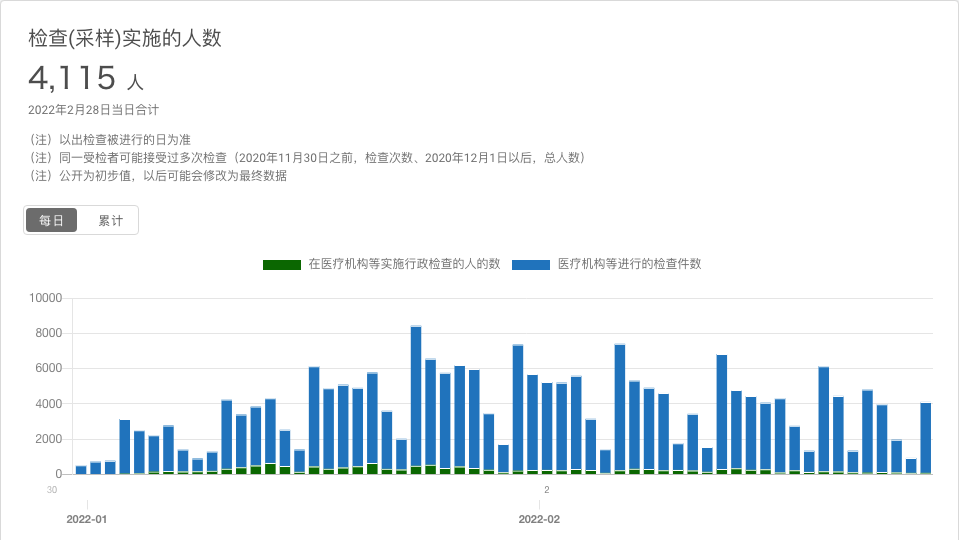 检查(采样)实施的人数
4,115 人
2022年2月28日当日合计
（注）以出检查被进行的日为准
（注）同一受检者可能接受过多次检查（2020年11月30日之前，检查次数、2020年12月1日以后，总人数）
（注）公开为初步值，以后可能会修改为最终数据
每日 累计
在医疗机构等实施行政检查的人的数 医疗机构等进行的检查件数
10000
8000
6000
4000
2000
0
30 2
2022-01 2022-02